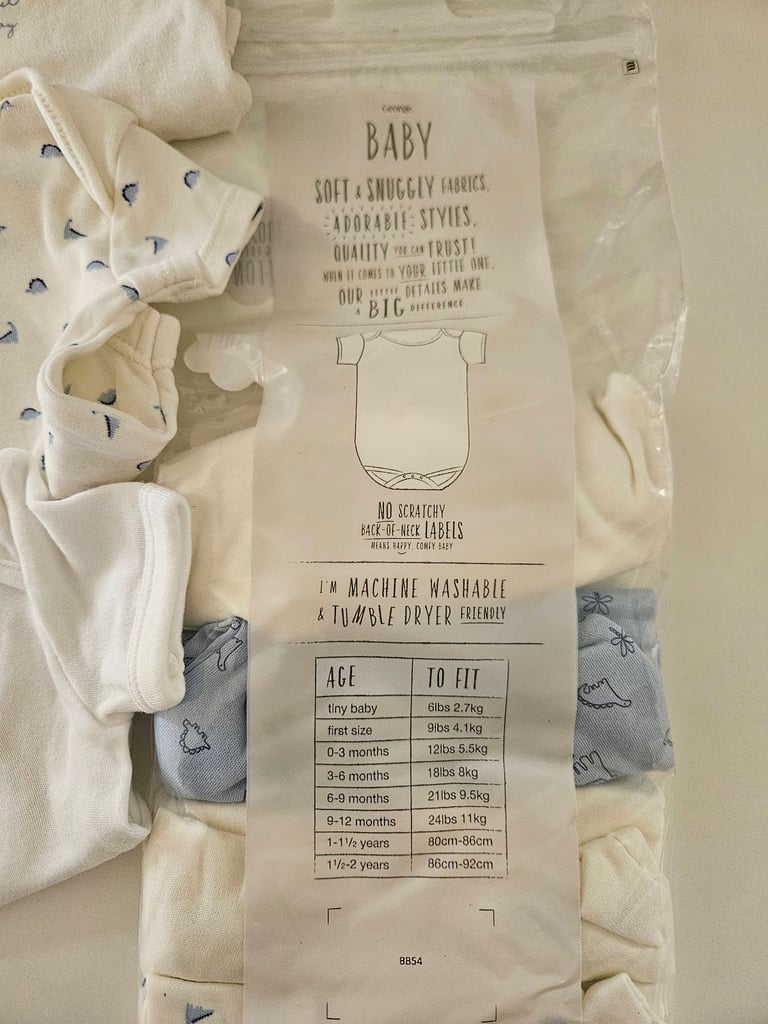 George.
BABY
SOFT & SNUGGLY FABRICS.
ADORABLE STYLES,
QUALITY YOU CAN TRUST!
WHEN IT COMES TO YOUR LITTLE ONE,
OUR LITTLE DETAILS MAKE
A BIG DIFFERENCE.
NO SCRATCHY
BACK-OF-NECK LABELS
MEANS HAPPY, COMFY BABY
I'M MACHINE WASHABLE
& TUMBLE DRYER FRIENDLY
AGE TO FIT
tiny baby 6lbs 2.7kg
first size 9lbs 4.1kg
0-3 months 12lbs 5.5kg
3-6 months 18lbs 8kg
6-9 months 21lbs 9.5kg
9-12 months 24lbs 11kg
1-1½ years 80cm-86cm
1½-2 years 86cm-92cm
BB54